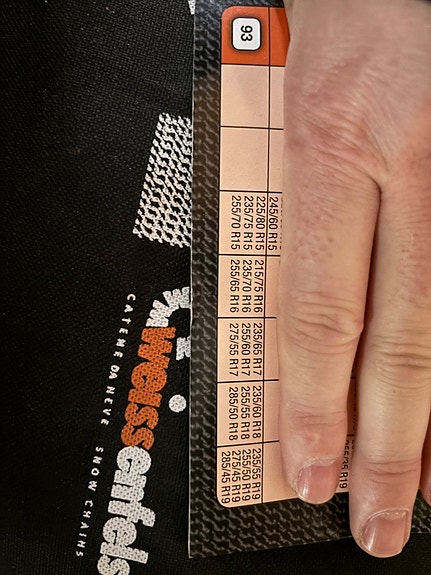 245/60 R15
93
225/80 R15
235/75 R15
255/70 R15
215/75 R16
235/70 R16
255/65 R16
235/65 R17
255/60 R17
275/55 R17
235/60 R18
255/55 R18
285/50 R18
235/55 R19
255/50 R19
275/45 R19
285/45 R19
weissenfels
CATENE DA NEVE SNOW CHAINS